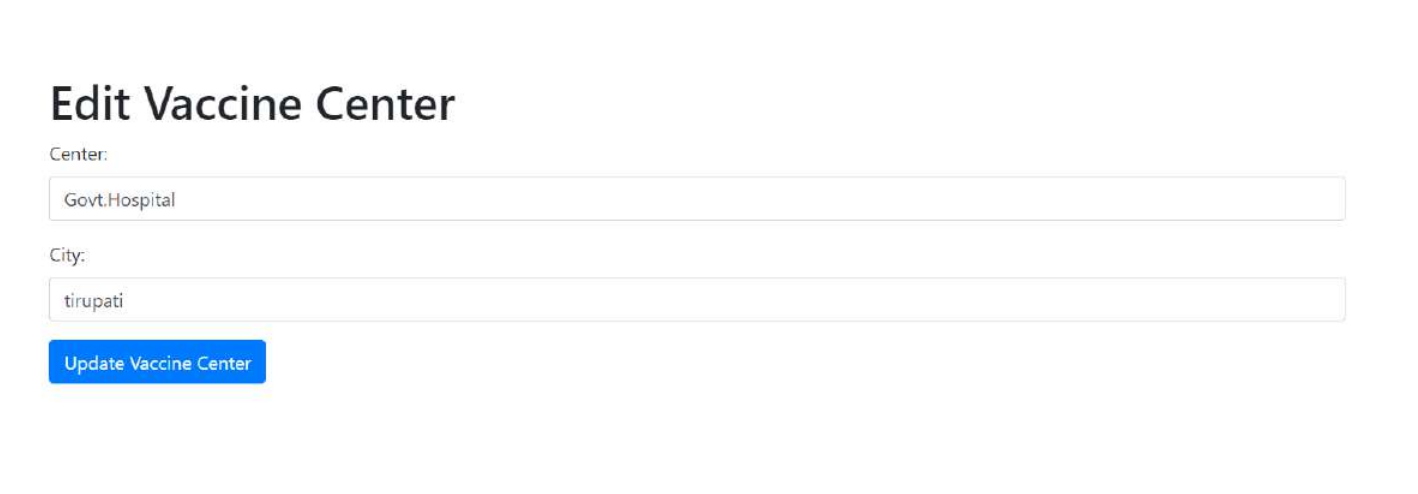 Edit Vaccine Center
Center:
Govt.Hospital
City:
tirupati
Update Vaccine Center